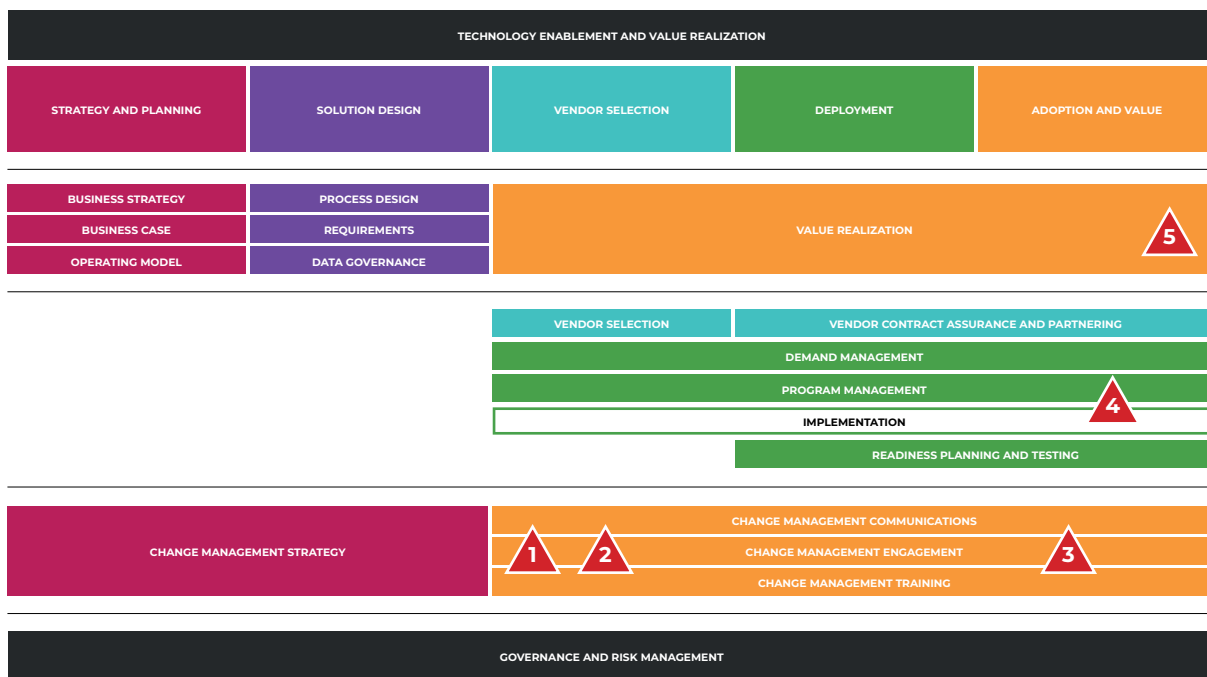 TECHNOLOGY ENABLEMENT AND VALUE REALIZATION
STRATEGY AND PLANNING
SOLUTION DESIGN
VENDOR SELECTION
DEPLOYMENT
ADOPTION AND VALUE
BUSINESS STRATEGY
PROCESS DESIGN
BUSINESS CASE
REQUIREMENTS
VALUE REALIZATION
5
OPERATING MODEL
DATA GOVERNANCE
VENDOR SELECTION
VENDOR CONTRACT ASSURANCE AND PARTNERING
DEMAND MANAGEMENT
PROGRAM MANAGEMENT
4
IMPLEMENTATION
READINESS PLANNING AND TESTING
CHANGE MANAGEMENT STRATEGY
CHANGE MANAGEMENT COMMUNICATIONS
1
2
CHANGE MANAGEMENT ENGAGEMENT
3
CHANGE MANAGEMENT TRAINING
GOVERNANCE AND RISK MANAGEMENT